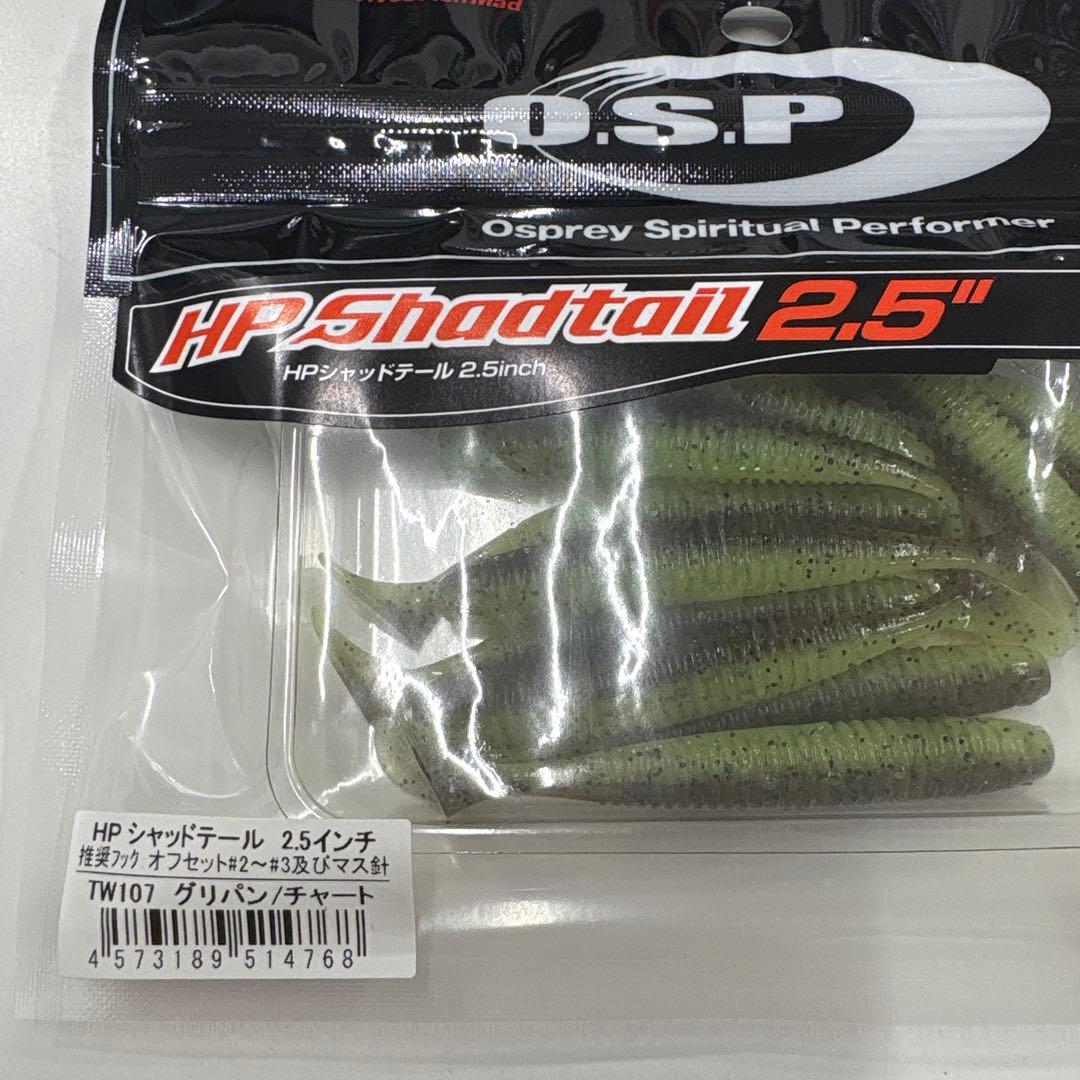 O.S.P
Osprey Spiritual Performer
HP Shadtail 2.5"
HPシャッドテール 2.5inch
HP シャッドテール 2.5インチ
推奨フック オフセット#2～#3及びマス針
TW107 グリパン/チャート
4 573189 514768